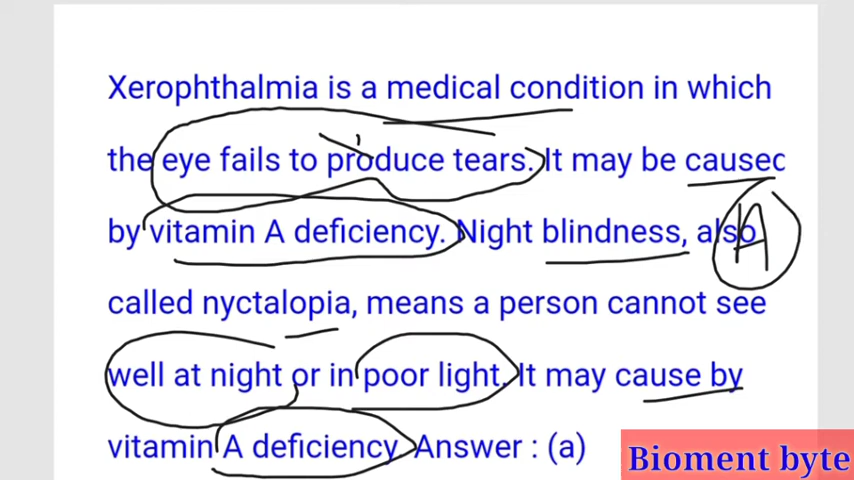 Xerophthalmia is a medical condition in which
the eye fails to produce tears. It may be caused
by vitamin A deficiency. Night blindness, also
A
called nyctalopia, means a person cannot see
well at night or in poor light. It may cause by
vitamin A deficiency Answer : (a)
Bioment byte